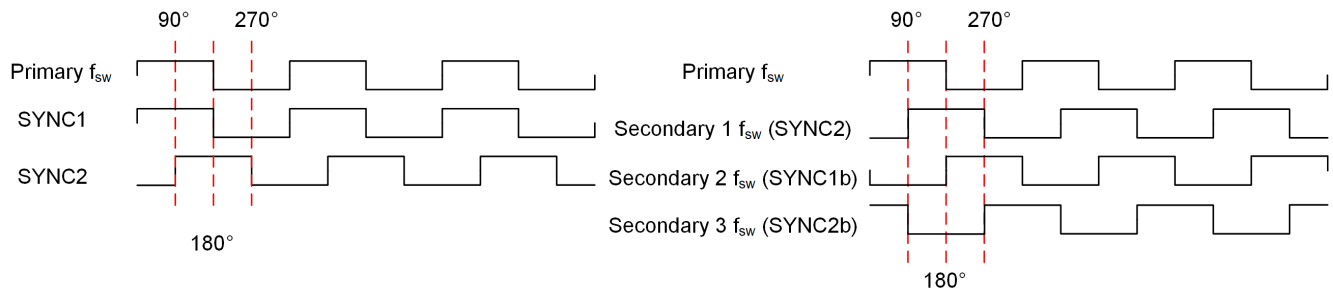 90° 270°
Primary fsw
SYNC1
SYNC2
180°
90° 270°
Primary fsw
Secondary 1 fsw (SYNC2)
Secondary 2 fsw (SYNC1b)
Secondary 3 fsw (SYNC2b)
180°